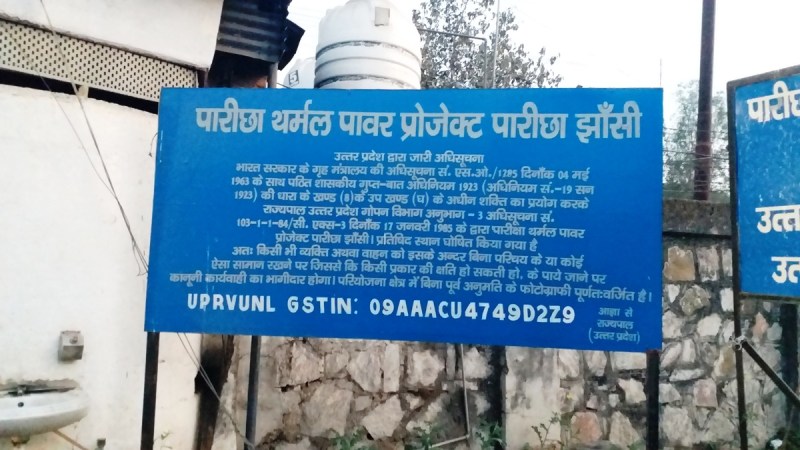 पारीछा थर्मल पावर प्रोजेक्ट पारीछा झाँसी
उत्तर प्रदेश द्वारा जारी अधिसूचना
भारत सरकार के गृह मंत्रालय की अधिसूचना सं. एस.ओ./1285 दिनाँक 04 मई
1963 के साथ पठित शासकीय गुप्त-बात अधिनियम 1923 (अधिनियम सं.-19 सन
1923) की धारा के खण्ड (8)के उप खण्ड (घ) के अधीन शक्ति का प्रयोग करके
राज्यपाल उत्तर प्रदेश गोपन विभाग अनुभाग - 3 अधिसूचना सं.
103-1-1-84/सी. एक्स-3 दिनाँक 17 जनवरी 1985 के द्वारा परीक्षा थर्मल पावर
प्रोजेक्ट पारीछा झाँसी। प्रतिषिद स्थान घोषित किया गया है
अतः किसी भी व्यक्ति अथवा वाहन को इसके अन्दर बिना परिचय के या कोई
ऐसा सामान रखने पर जिससे कि किसी प्रकार की क्षति हो सकती हो, के पाये जाने पर
कानूनी कार्यवाही का भागीदार होगा। परियोजना क्षेत्र में बिना पूर्व अनुमति के फोटोग्राफी पूर्णतःवर्जित है।
UPRVUNL GSTIN: 09AAACU4749D2Z9
आज्ञा से
राज्यपाल
(उत्तर प्रदेश)
पारीछ
उत्त
उत